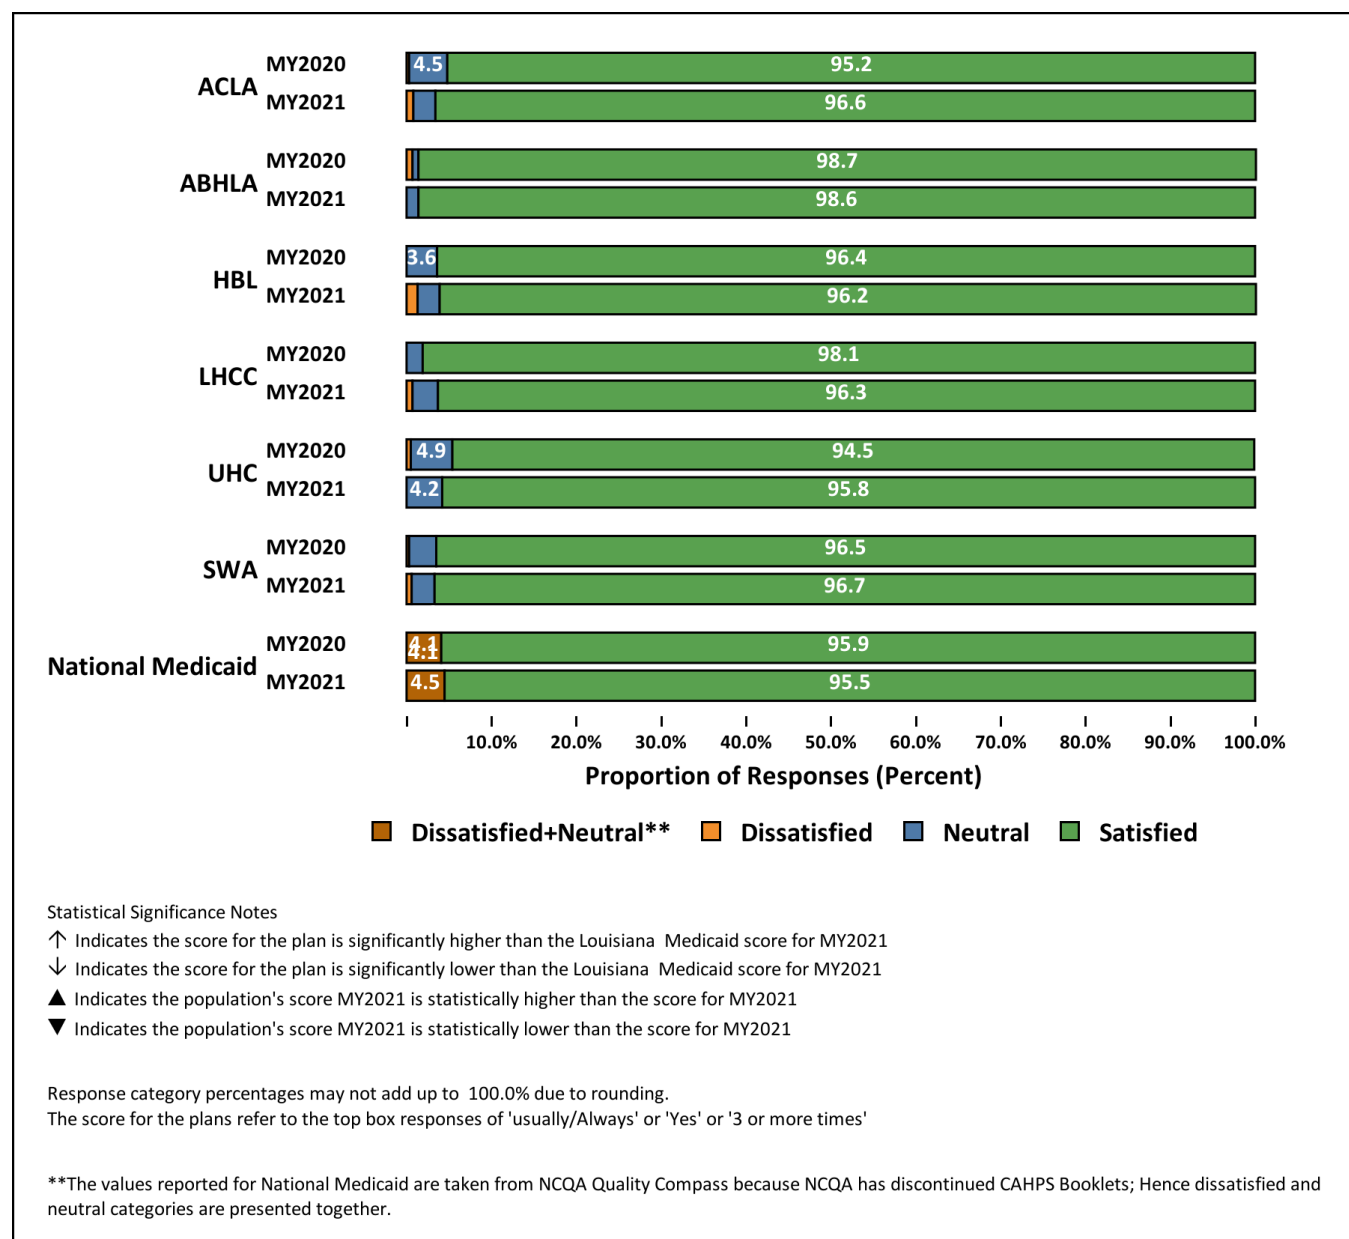 MY2020 4.5 95.2
ACLA
MY2021 96.6
MY2020 98.7
ABHLA
MY2021 98.6
MY2020 3.6 96.4
HBL
MY2021 96.2
MY2020 98.1
LHCC
MY2021 96.3
MY2020 4.9 94.5
UHC
MY2021 4.2 95.8
MY2020 96.5
SWA
MY2021 96.7
MY2020 4.1 4.1 95.9
National Medicaid
MY2021 4.5 95.5
10.0% 20.0% 30.0% 40.0% 50.0% 60.0% 70.0% 80.0% 90.0% 100.0%
Proportion of Responses (Percent)
Dissatisfied+Neutral** Dissatisfied Neutral Satisfied
Statistical Significance Notes
↑ Indicates the score for the plan is significantly higher than the Louisiana Medicaid score for MY2021
↓ Indicates the score for the plan is significantly lower than the Louisiana Medicaid score for MY2021
▲ Indicates the population's score MY2021 is statistically higher than the score for MY2021
▼ Indicates the population's score MY2021 is statistically lower than the score for MY2021
Response category percentages may not add up to 100.0% due to rounding.
The score for the plans refer to the top box responses of 'usually/Always' or 'Yes' or '3 or more times'
**The values reported for National Medicaid are taken from NCQA Quality Compass because NCQA has discontinued CAHPS Booklets; Hence dissatisfied and
neutral categories are presented together.